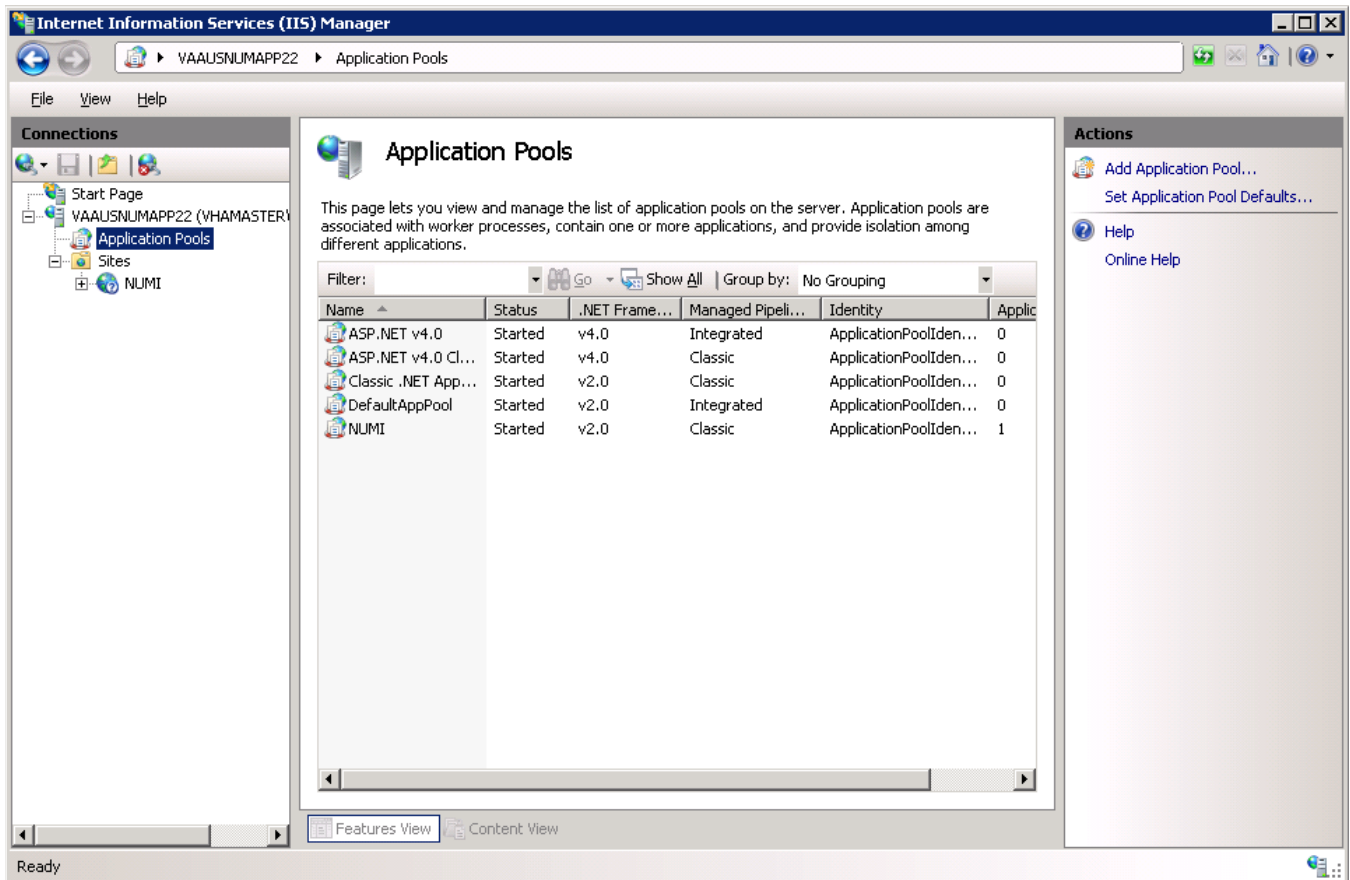 Internet Information Services (IIS) Manager
VAAUSNUMAPP22 Application Pools
File View Help
Connections
Start Page
VAAUSNUMAPP22 (VHAMASTER\
Application Pools
Sites
NUMI
Application Pools
This page lets you view and manage the list of application pools on the server. Application pools are
associated with worker processes, contain one or more applications, and provide isolation among
different applications.
Filter: Go Show All Group by: No Grouping
Name Status .NET Frame... Managed Pipeli... Identity Applic
ASP.NET v4.0 Started v4.0 Integrated ApplicationPoolIden... 0
ASP.NET v4.0 Cl... Started v4.0 Classic ApplicationPoolIden... 0
Classic .NET App... Started v2.0 Classic ApplicationPoolIden... 0
DefaultAppPool Started v2.0 Integrated ApplicationPoolIden... 0
NUMI Started v2.0 Classic ApplicationPoolIden... 1
Features View Content View
Actions
Add Application Pool...
Set Application Pool Defaults...
Help
Online Help
Ready